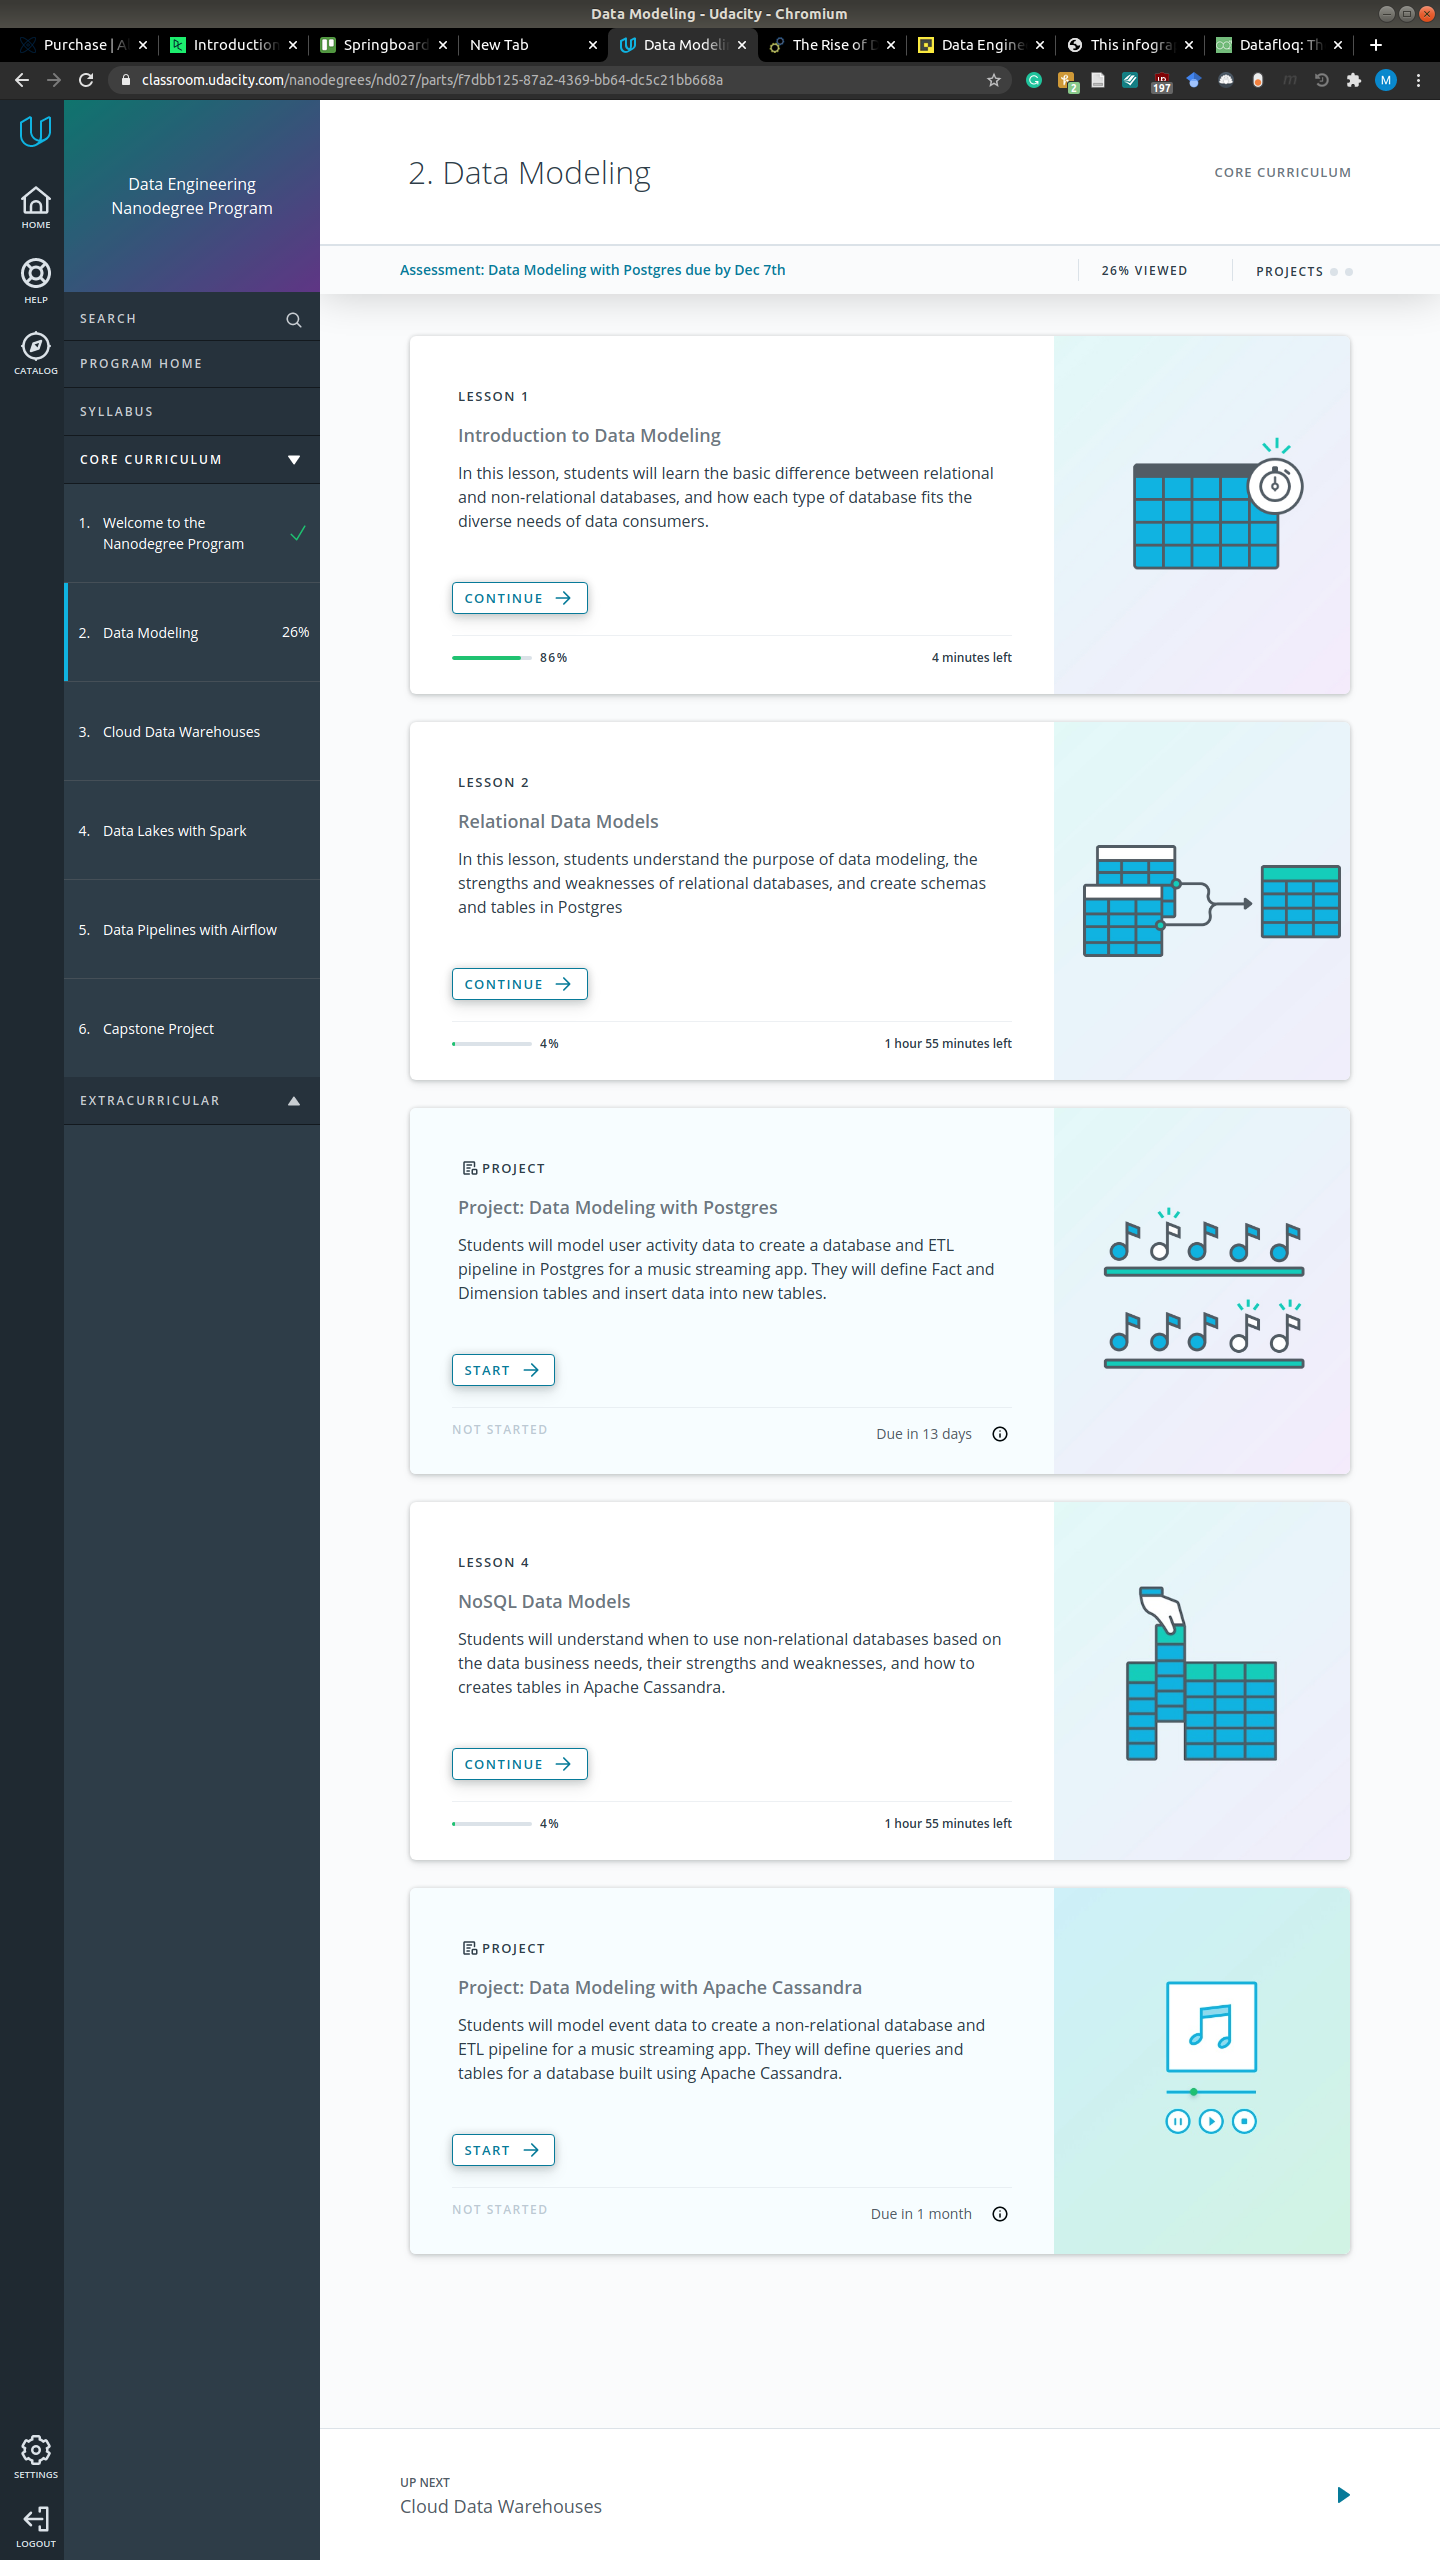 Data Modeling - Udacity - Chromium
Purchase | A
Introduction
Springboard
New Tab
Data Modeli
The Rise of D
Data Engine
This infogra
Datafloq: Th
classroom.udacity.com/nanodegrees/nd027/parts/f7dbb125-87a2-4369-bb64-dc5c21bb668a
2
197
M
HOME
HELP
CATALOG
SETTINGS
LOGOUT
Data Engineering
Nanodegree Program
SEARCH
PROGRAM HOME
SYLLABUS
CORE CURRICULUM
1. Welcome to the
Nanodegree Program
2. Data Modeling 26%
3. Cloud Data Warehouses
4. Data Lakes with Spark
5. Data Pipelines with Airflow
6. Capstone Project
EXTRACURRICULAR
2. Data Modeling
CORE CURRICULUM
Assessment: Data Modeling with Postgres due by Dec 7th
26% VIEWED
PROJECTS
LESSON 1
Introduction to Data Modeling
In this lesson, students will learn the basic difference between relational
and non-relational databases, and how each type of database fits the
diverse needs of data consumers.
CONTINUE
86%
4 minutes left
LESSON 2
Relational Data Models
In this lesson, students understand the purpose of data modeling, the
strengths and weaknesses of relational databases, and create schemas
and tables in Postgres
CONTINUE
4%
1 hour 55 minutes left
PROJECT
Project: Data Modeling with Postgres
Students will model user activity data to create a database and ETL
pipeline in Postgres for a music streaming app. They will define Fact and
Dimension tables and insert data into new tables.
START
NOT STARTED
Due in 13 days
LESSON 4
NoSQL Data Models
Students will understand when to use non-relational databases based on
the data business needs, their strengths and weaknesses, and how to
creates tables in Apache Cassandra.
CONTINUE
4%
1 hour 55 minutes left
PROJECT
Project: Data Modeling with Apache Cassandra
Students will model event data to create a non-relational database and
ETL pipeline for a music streaming app. They will define queries and
tables for a database built using Apache Cassandra.
START
NOT STARTED
Due in 1 month
UP NEXT
Cloud Data Warehouses